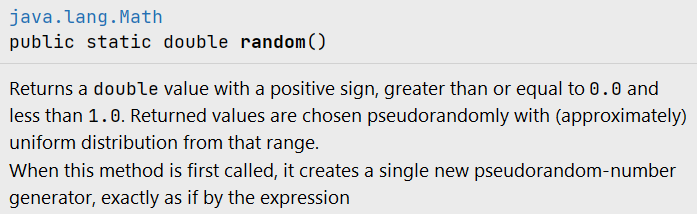 java.lang.Math
public static double random()
Returns a double value with a positive sign, greater than or equal to 0.0 and
less than 1.0. Returned values are chosen pseudorandomly with (approximately)
uniform distribution from that range.
When this method is first called, it creates a single new pseudorandom-number
generator, exactly as if by the expression